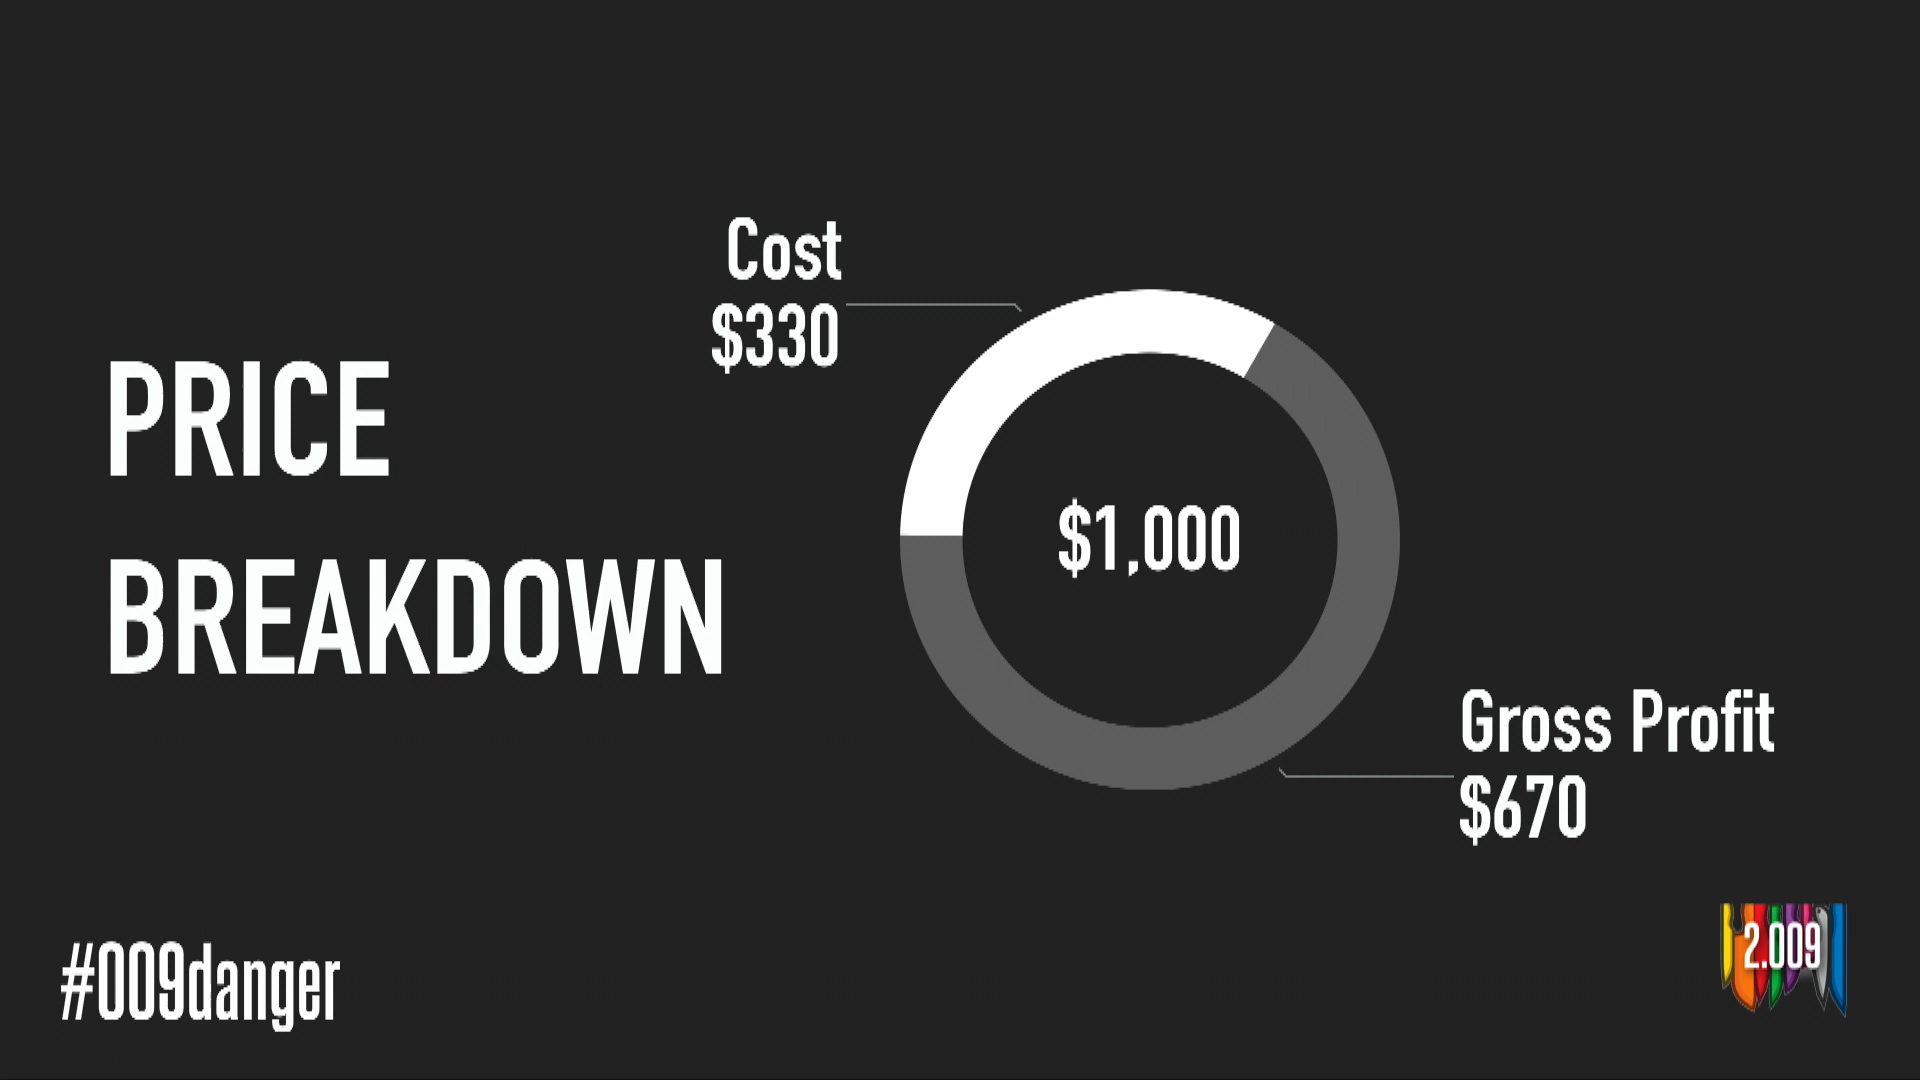 PRICE
BREAKDOWN
Cost
$330
$1,000
Gross Profit
$670
#009danger
2.009